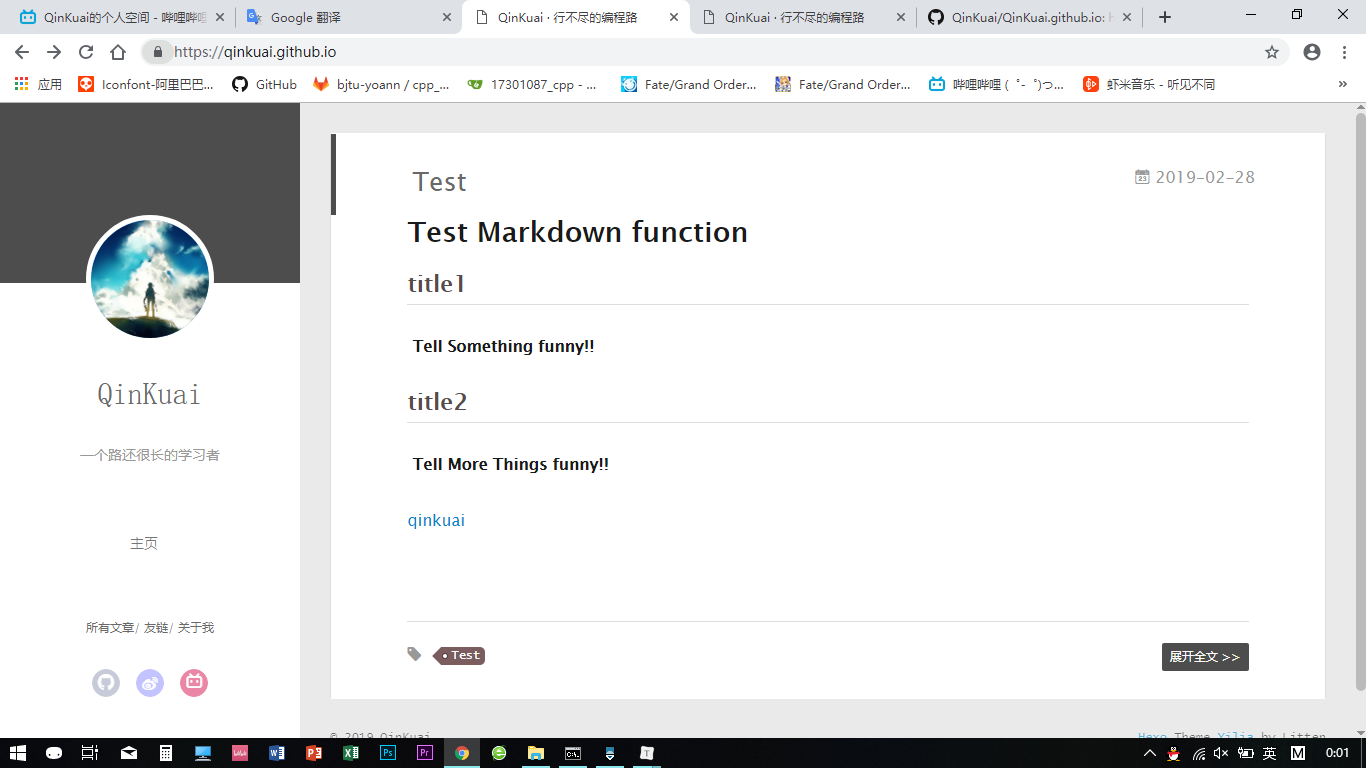 QinKuai的个人空间 - 哔哩哔哩
Google 翻译
QinKuai · 行不尽的编程路
QinKuai · 行不尽的编程路
QinKuai/QinKuai.github.io: h
https://qinkuai.github.io
应用
Iconfont-阿里巴巴...
GitHub
bjtu-yoann / cpp_...
17301087_cpp - ...
Fate/Grand Order...
Fate/Grand Order...
哔哩哔哩 ( ゜- ゜)つ...
虾米音乐 - 听见不同
»
QinKuai
一个路还很长的学习者
主页
所有文章/ 友链/ 关于我
Test
2019-02-28
Test Markdown function
title1
Tell Something funny!!
title2
Tell More Things funny!!
qinkuai
Test
展开全文 >>
© 2019 QinKuai
Hexo Theme Yilia by Litten
英
M
0:01